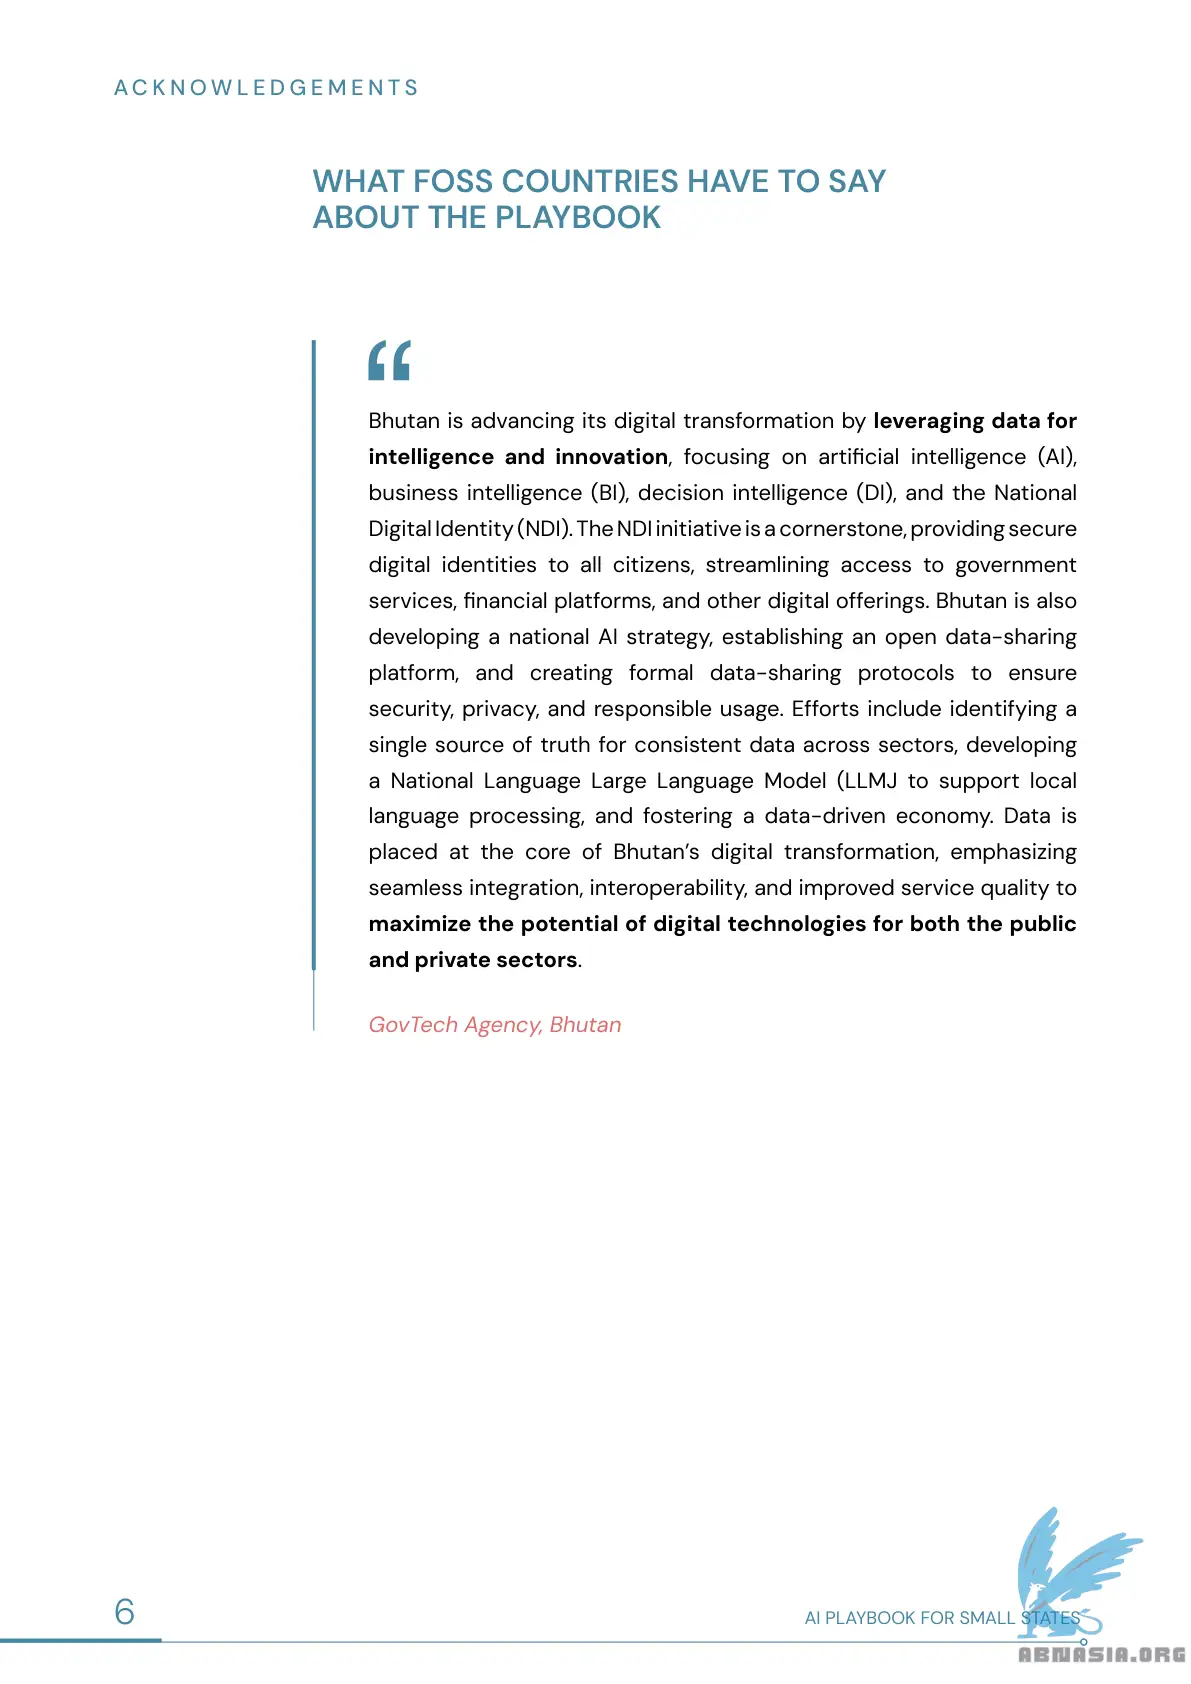 ACKNOWLEDGEMENTS
WHAT FOSS COUNTRIES HAVE TO SAY
ABOUT THE PLAYBOOK
“
Bhutan is advancing its digital transformation by leveraging data for
intelligence and innovation, focusing on artificial intelligence (AI),
business intelligence (BI), decision intelligence (DI), and the National
Digital Identity (NDI). The NDI initiative is a cornerstone, providing secure
digital identities to all citizens, streamlining access to government
services, financial platforms, and other digital offerings. Bhutan is also
developing a national AI strategy, establishing an open data-sharing
platform, and creating formal data-sharing protocols to ensure
security, privacy, and responsible usage. Efforts include identifying a
single source of truth for consistent data across sectors, developing
a National Language Large Language Model (LLMJ to support local
language processing, and fostering a data-driven economy. Data is
placed at the core of Bhutan’s digital transformation, emphasizing
seamless integration, interoperability, and improved service quality to
maximize the potential of digital technologies for both the public
and private sectors.
GovTech Agency, Bhutan
6
AI PLAYBOOK FOR SMALL STATES
ABNASIA.ORG